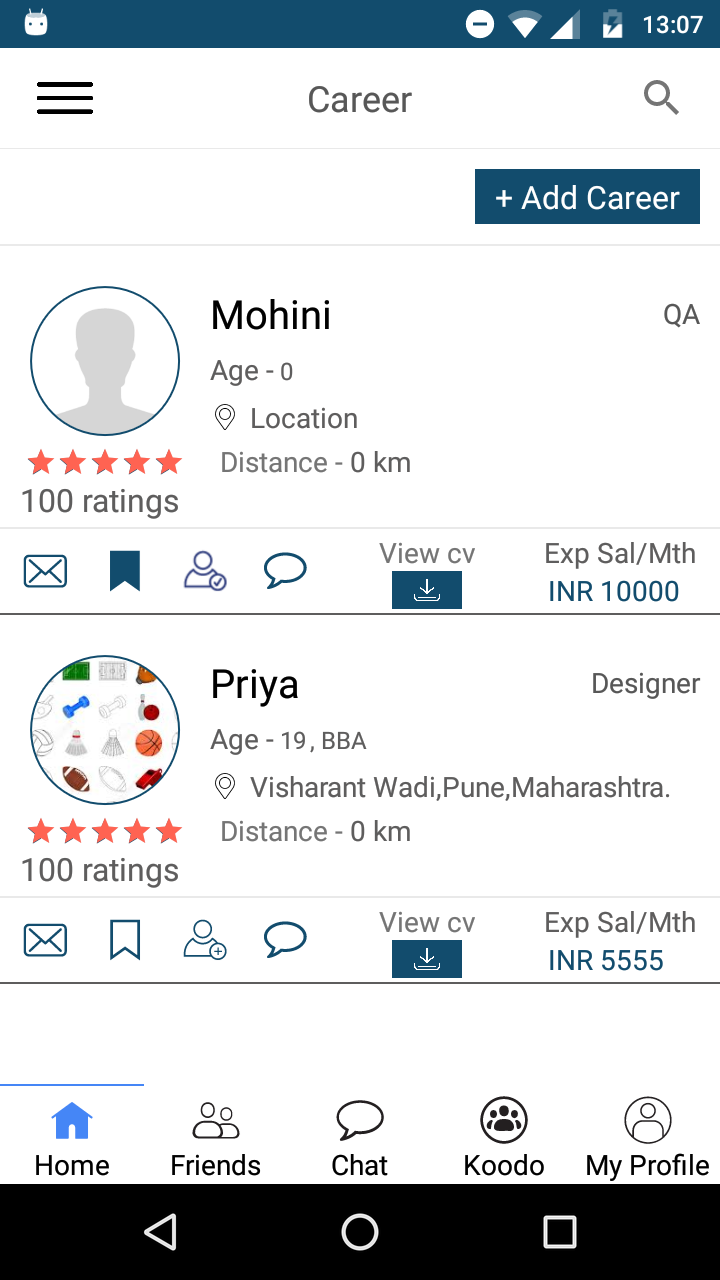 13:07
Career
+ Add Career
Mohini
QA
Age - 0
Location
Distance - 0 km
100 ratings
View cv
Exp Sal/Mth
INR 10000
Priya
Designer
Age - 19, BBA
Visharant Wadi,Pune,Maharashtra.
Distance - 0 km
100 ratings
View cv
Exp Sal/Mth
INR 5555
Home
Friends
Chat
Koodo
My Profile